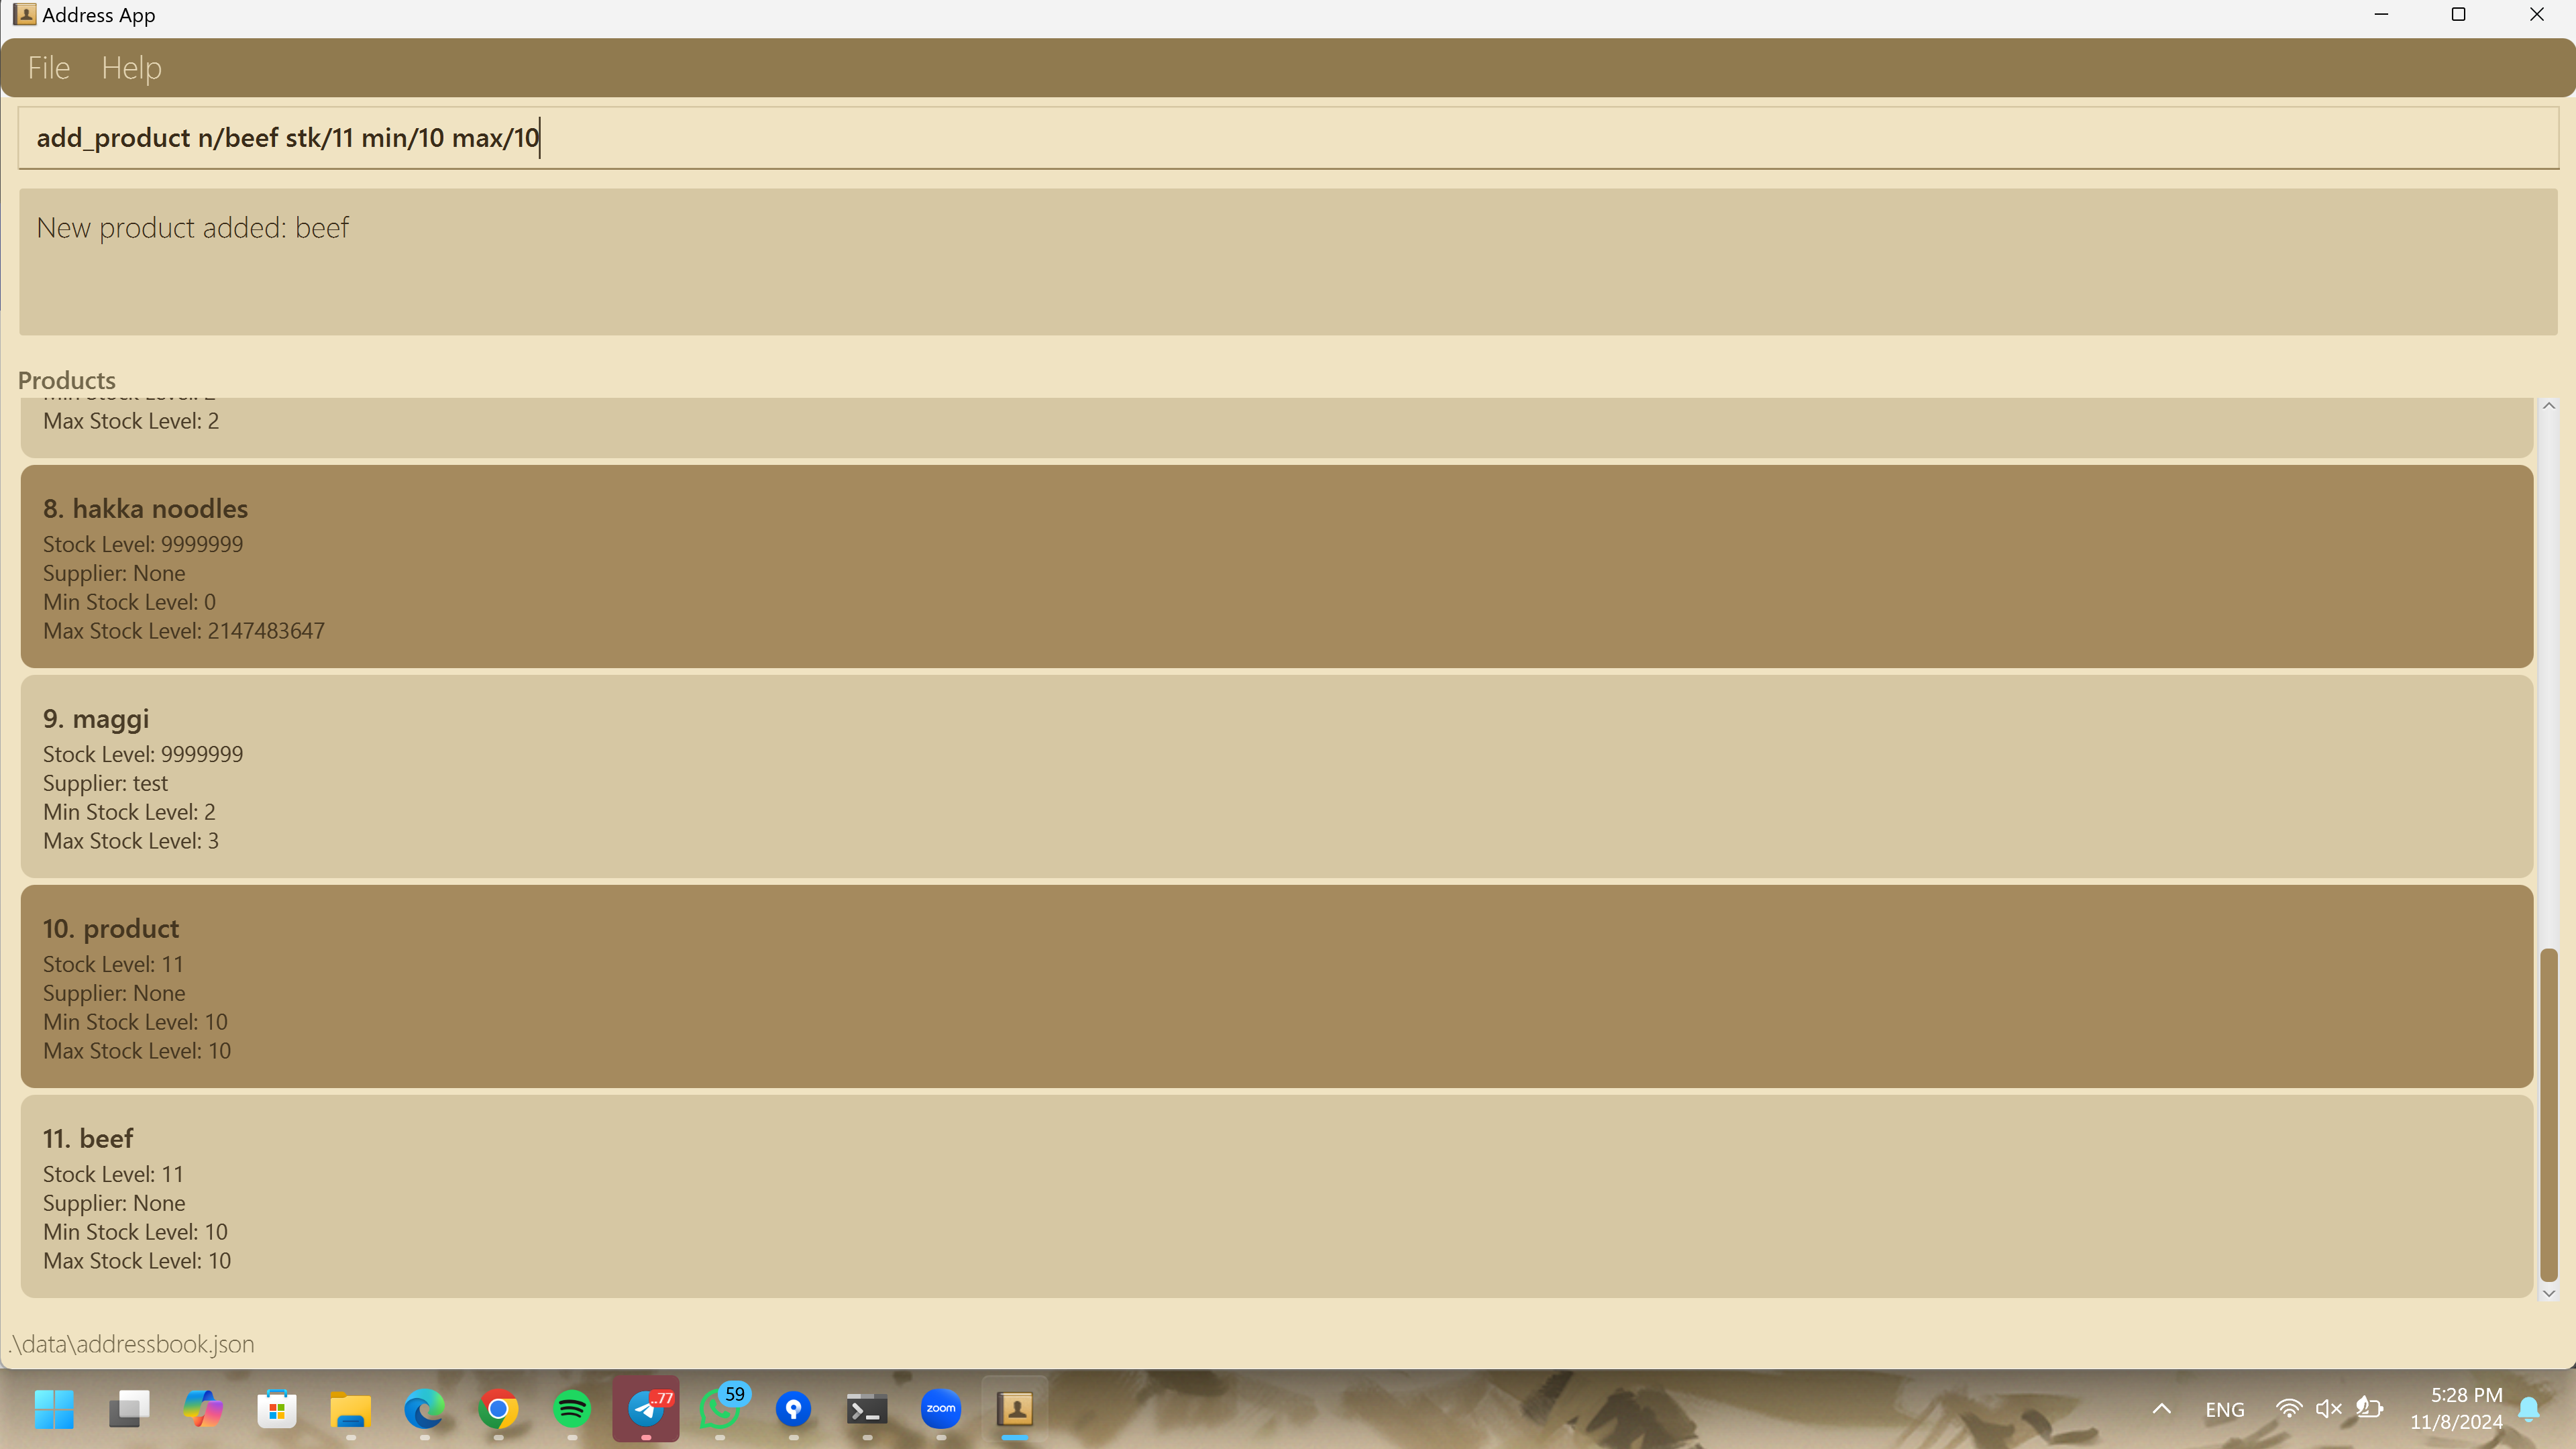 Address App
File Help
add_product n/beef stk/11 min/10 max/10
New product added: beef
Products
Min Stock Level: 2
Max Stock Level: 2
8. hakka noodles
Stock Level: 9999999
Supplier: None
Min Stock Level: 0
Max Stock Level: 2147483647
9. maggi
Stock Level: 9999999
Supplier: test
Min Stock Level: 2
Max Stock Level: 3
10. product
Stock Level: 11
Supplier: None
Min Stock Level: 10
Max Stock Level: 10
11. beef
Stock Level: 11
Supplier: None
Min Stock Level: 10
Max Stock Level: 10
.\data\addressbook.json
..77
59
zoom
ENG
5:28 PM
11/8/2024